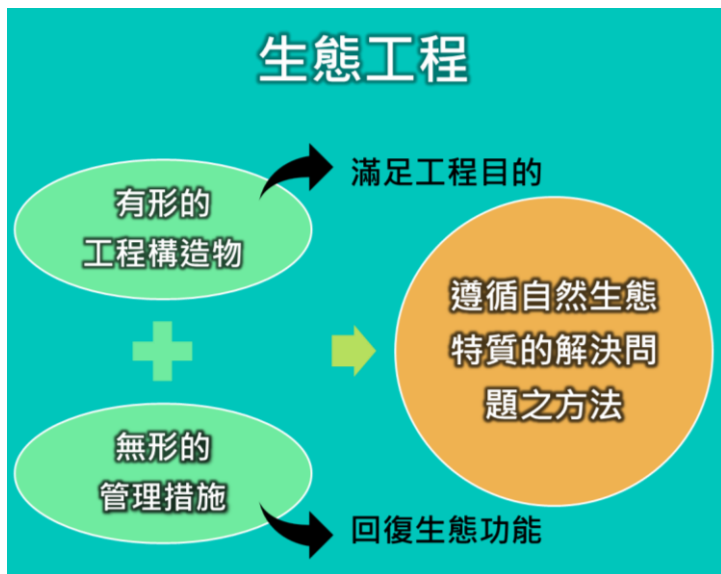 生態工程
滿足工程目的
有形的
工程構造物
遵循自然生態
特質的解決問
題之方法
無形的
管理措施
回復生態功能